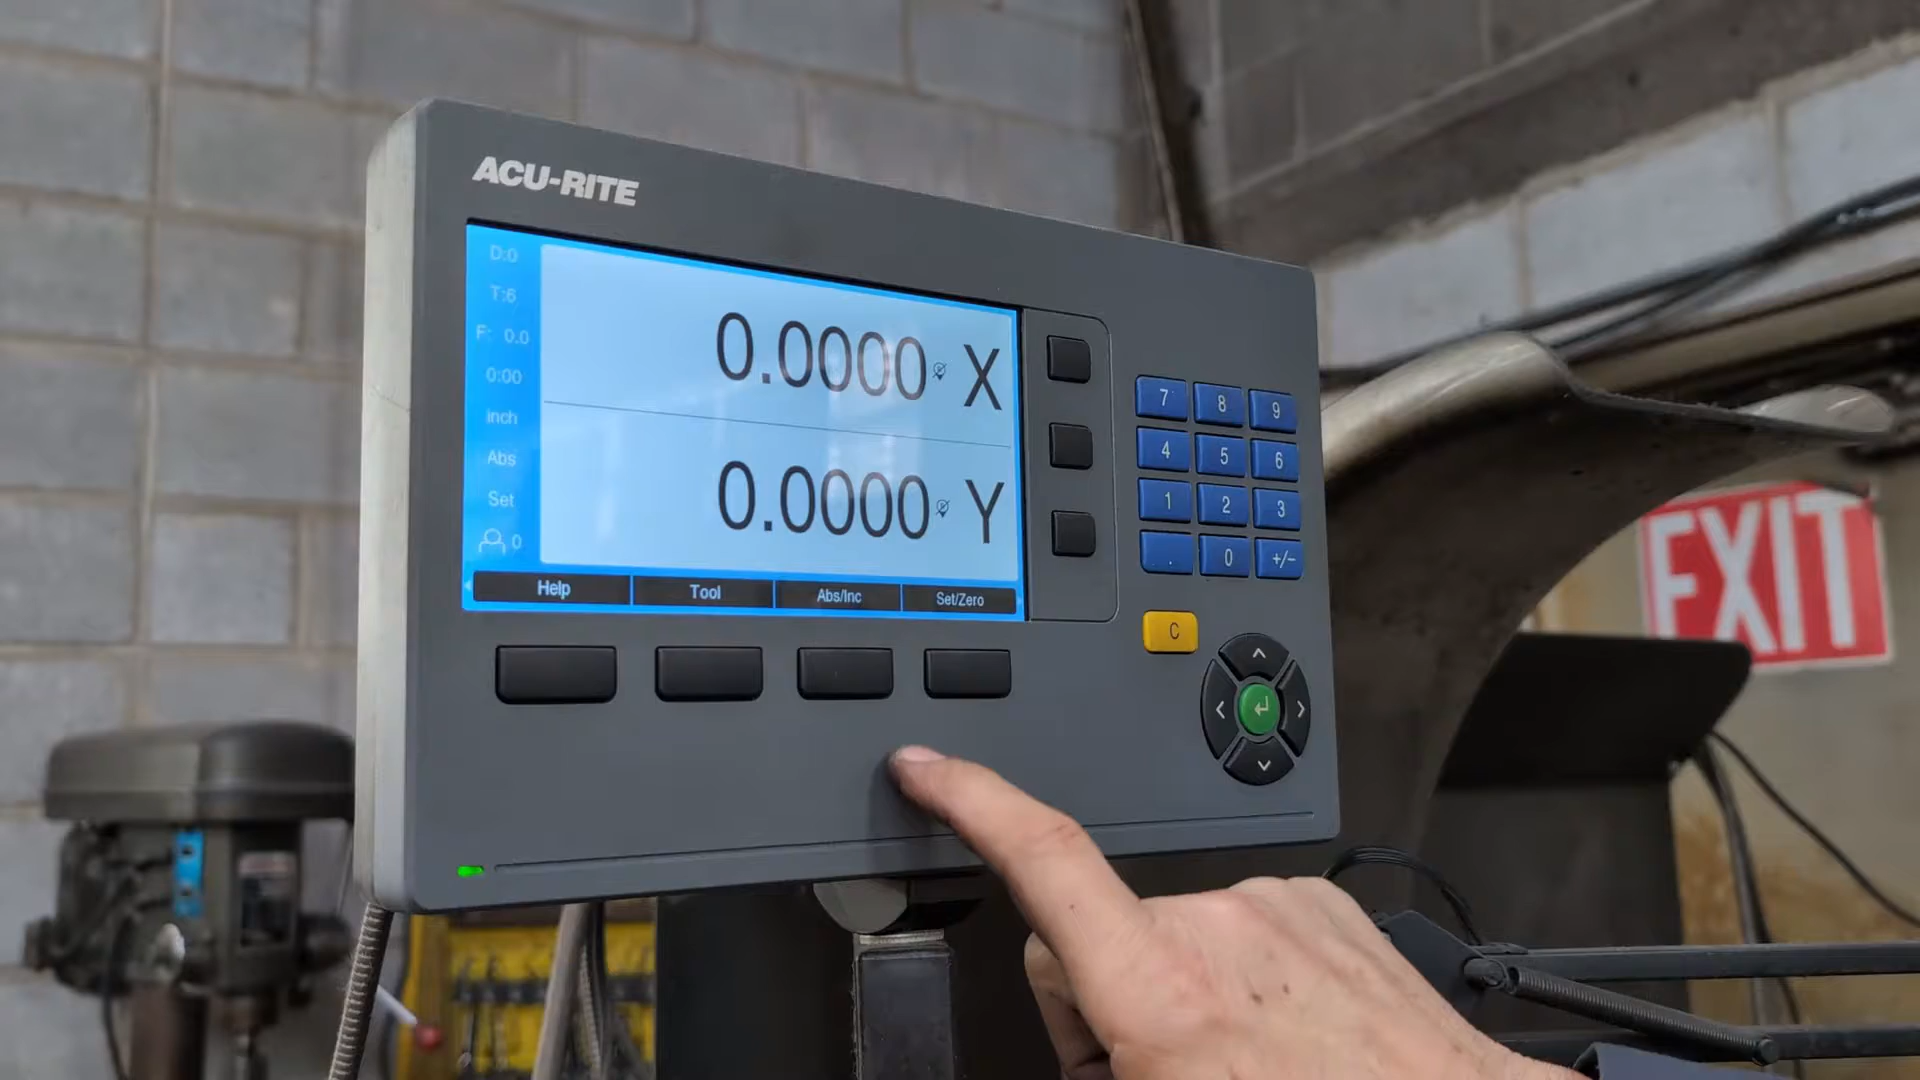 ACU-RITE
D:0
T:6
F: 0.0
0:00
inch
Abs
Set
0
0.0000 X
0.0000 Y
Help Tool Abs/Inc Set/Zero
7 8 9
4 5 6
1 2 3
. 0 +/-
C
EXIT